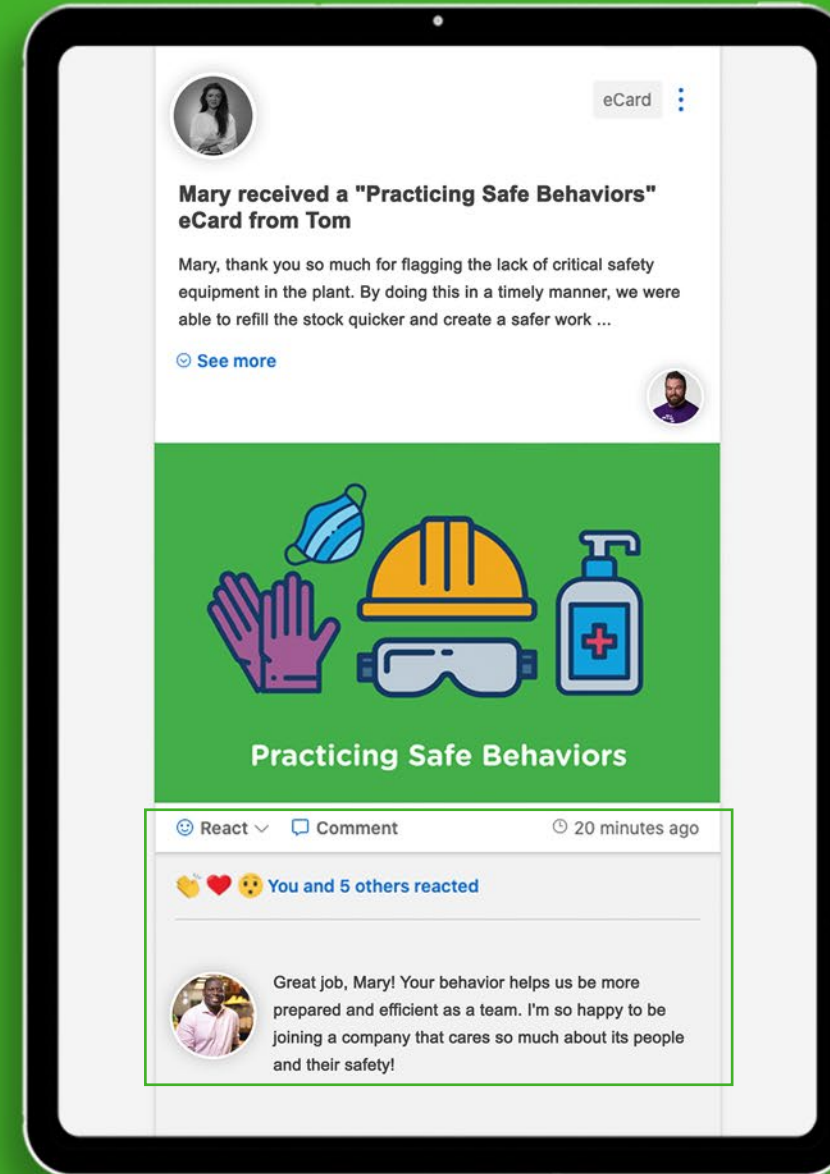 eCard
Mary received a "Practicing Safe Behaviors"
eCard from Tom
Mary, thank you so much for flagging the lack of critical safety
equipment in the plant. By doing this in a timely manner, we were
able to refill the stock quicker and create a safer work ...
See more
Practicing Safe Behaviors
React
Comment
20 minutes ago
You and 5 others reacted
Great job, Mary! Your behavior helps us be more
prepared and efficient as a team. I'm so happy to be
joining a company that cares so much about its people
and their safety!